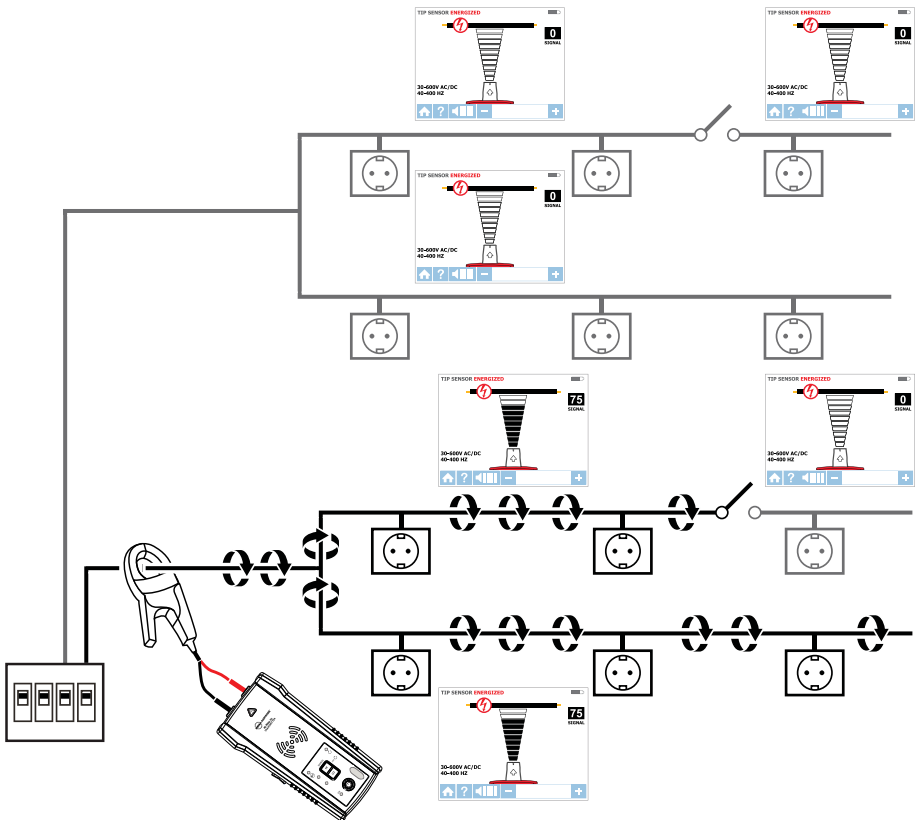 TIP SENSOR ENERGIZED
0
SIGNAL
30-600V AC/DC
40-400 HZ
?
−
+
TIP SENSOR ENERGIZED
0
SIGNAL
30-600V AC/DC
40-400 HZ
?
−
+
TIP SENSOR ENERGIZED
0
SIGNAL
30-600V AC/DC
40-400 HZ
?
−
+
TIP SENSOR ENERGIZED
75
SIGNAL
30-600V AC/DC
40-400 HZ
?
−
+
TIP SENSOR ENERGIZED
0
SIGNAL
30-600V AC/DC
40-400 HZ
?
−
+
TIP SENSOR ENERGIZED
75
SIGNAL
30-600V AC/DC
40-400 HZ
?
−
+